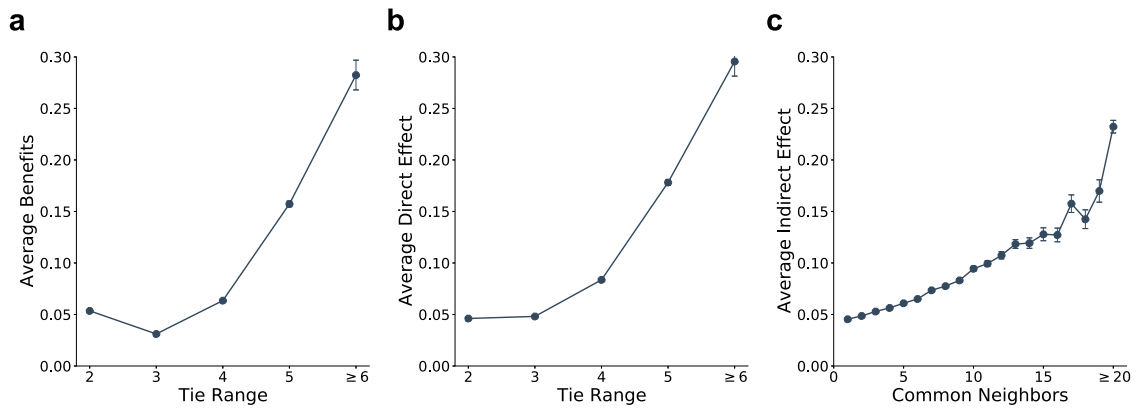 a
b
c
0.30
0.25
0.20
0.15
0.10
0.05
0.00
Average Benefits
2 3 4 5 ≥ 6
Tie Range
0.30
0.25
0.20
0.15
0.10
0.05
0.00
Average Direct Effect
2 3 4 5 ≥ 6
Tie Range
0.30
0.25
0.20
0.15
0.10
0.05
0.00
Average Indirect Effect
0 5 10 15 ≥ 20
Common Neighbors